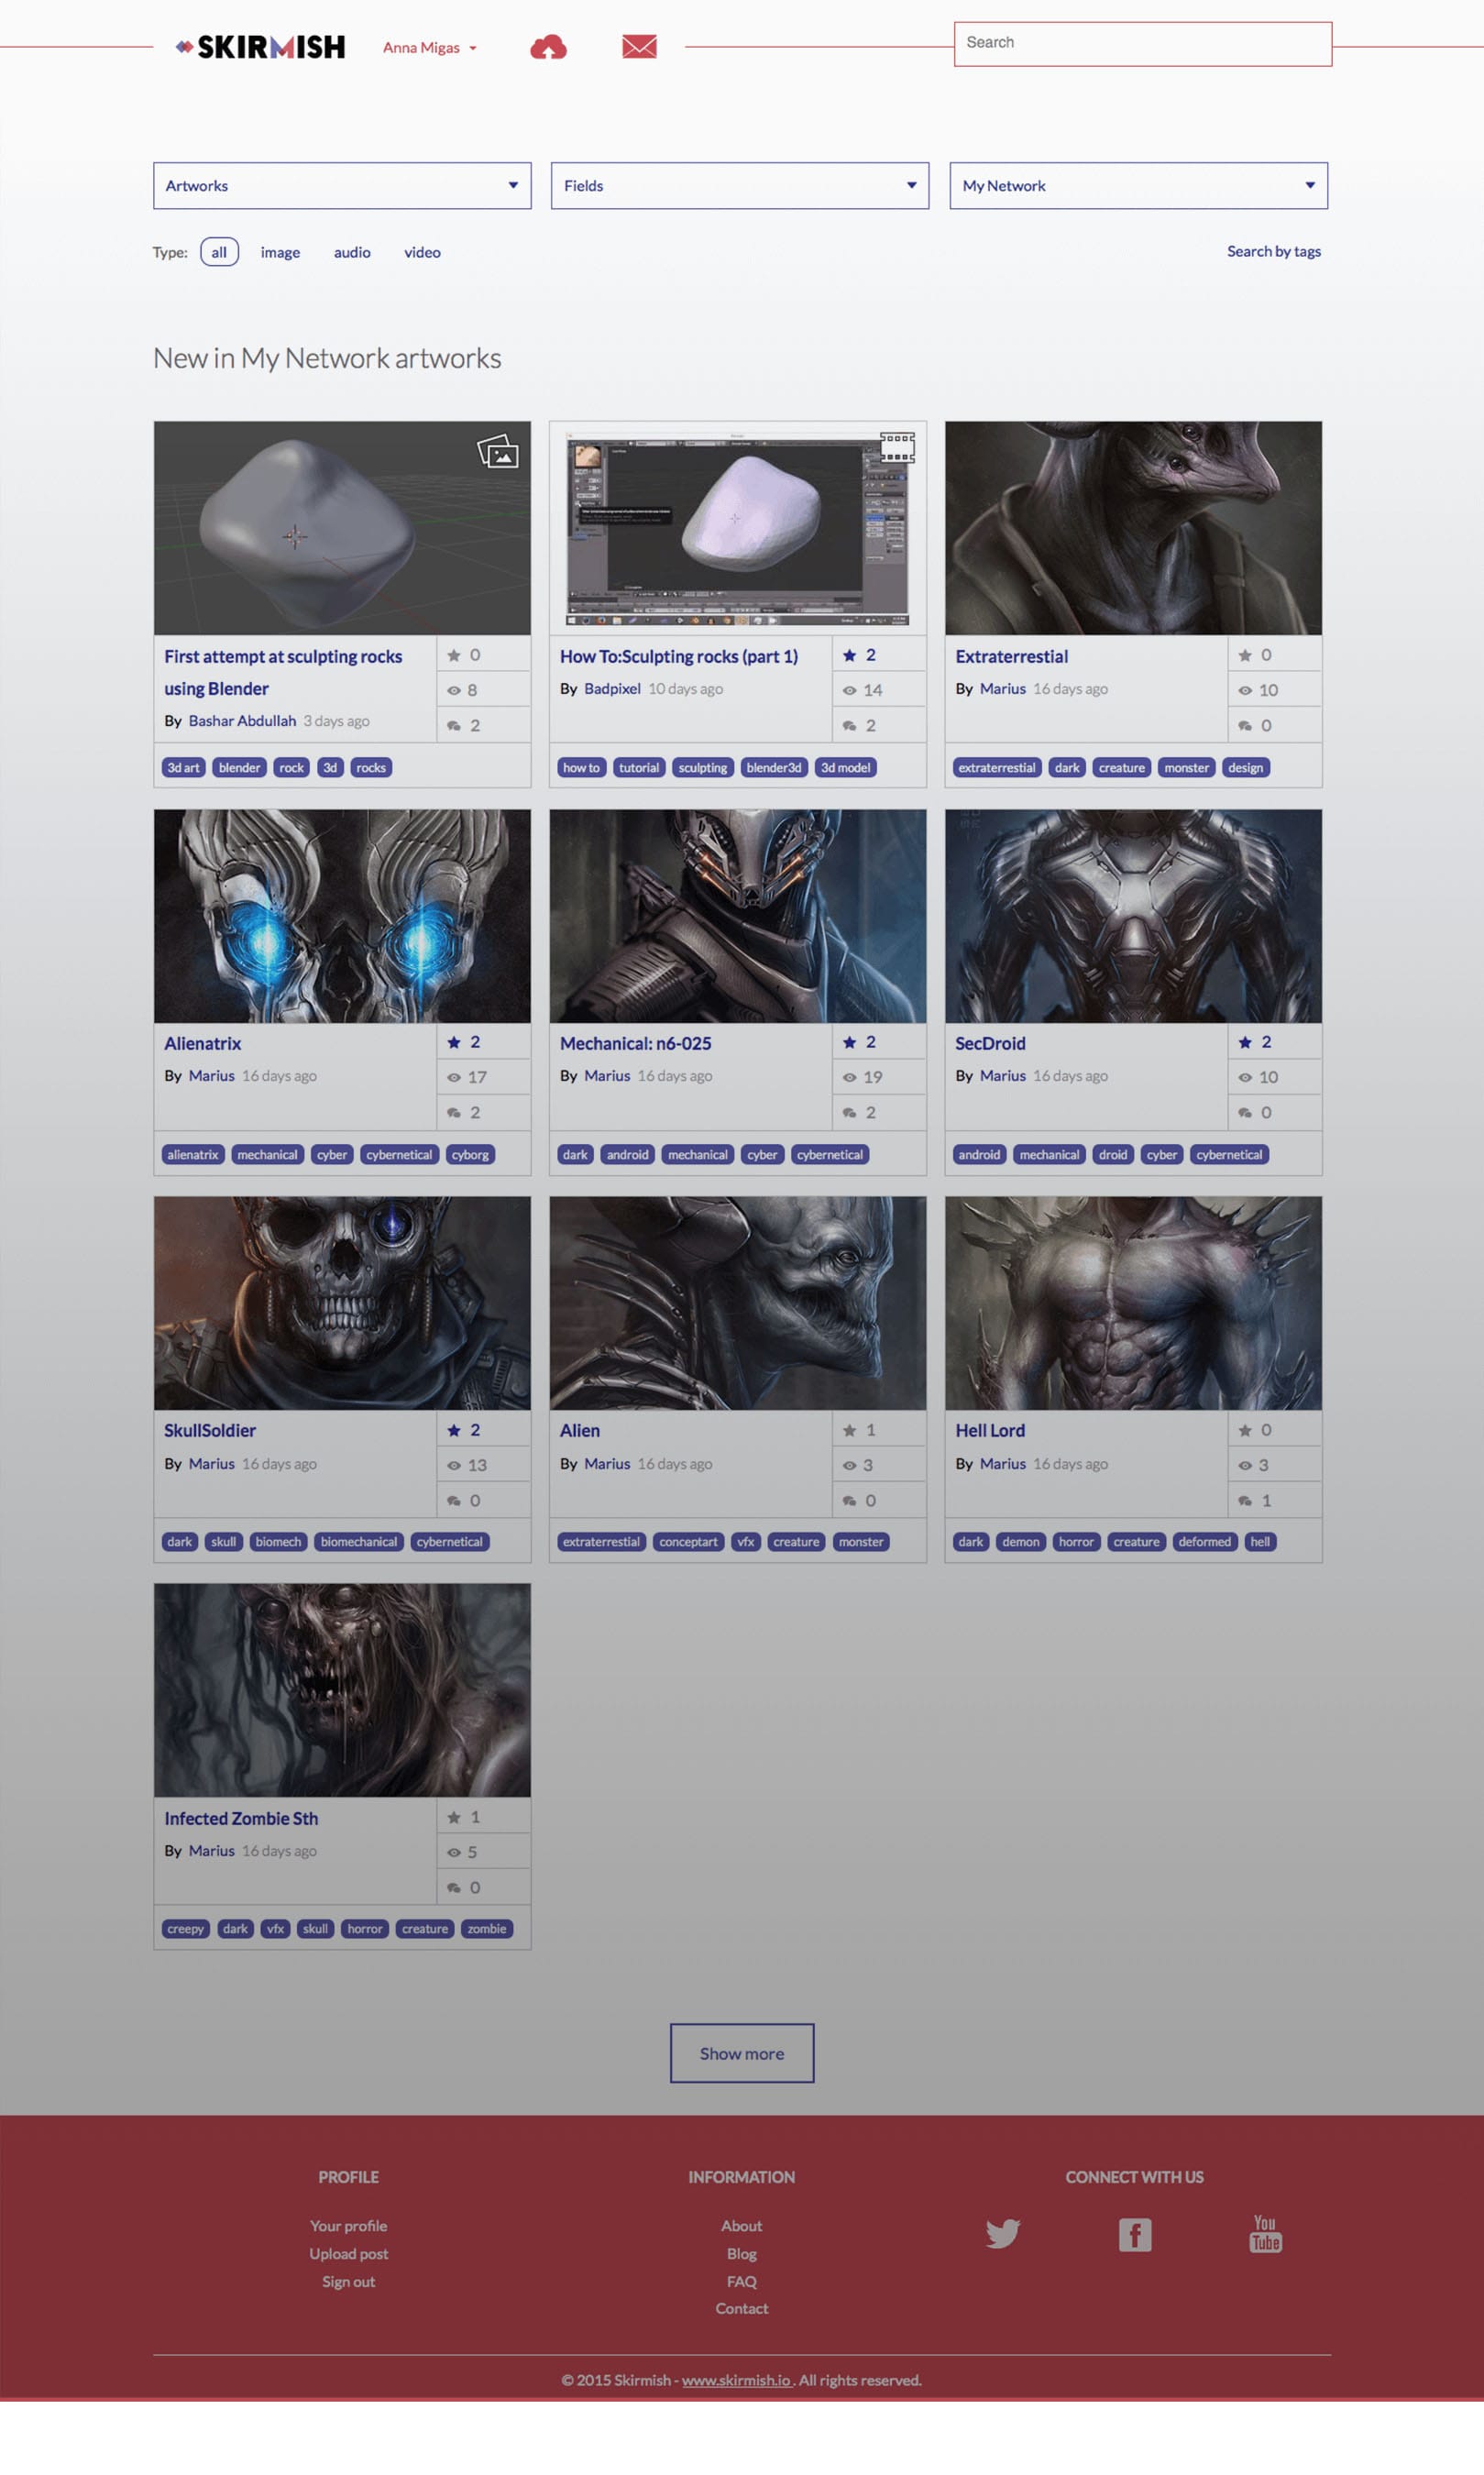 SKIRMISH
Anna Migas
Search
Artworks
Fields
My Network
Type: all image audio video
Search by tags
New in My Network artworks
First attempt at sculpting rocks
using Blender
By Bashar Abdullah 3 days ago
0
8
2
3d art blender rock 3d rocks
How To:Sculpting rocks (part 1)
By Badpixel 10 days ago
2
14
2
how to tutorial sculpting blender3d 3d model
Extraterrestial
By Marius 16 days ago
0
10
0
extraterrestial dark creature monster design
Alienatrix
By Marius 16 days ago
2
17
2
alienatrix mechanical cyber cybernetical cyborg
Mechanical: n6-025
By Marius 16 days ago
2
19
2
dark android mechanical cyber cybernetical
SecDroid
By Marius 16 days ago
2
10
0
android mechanical droid cyber cybernetical
SkullSoldier
By Marius 16 days ago
2
13
0
dark skull biomech biomechanical cybernetical
Alien
By Marius 16 days ago
1
3
0
extraterrestial conceptart vfx creature monster
Hell Lord
By Marius 16 days ago
0
3
1
dark demon horror creature deformed hell
Infected Zombie Sth
By Marius 16 days ago
1
5
0
creepy dark vfx skull horror creature zombie
Show more
PROFILE
Your profile
Upload post
Sign out
INFORMATION
About
Blog
FAQ
Contact
CONNECT WITH US
You
Tube
© 2015 Skirmish - www.skirmish.io . All rights reserved.